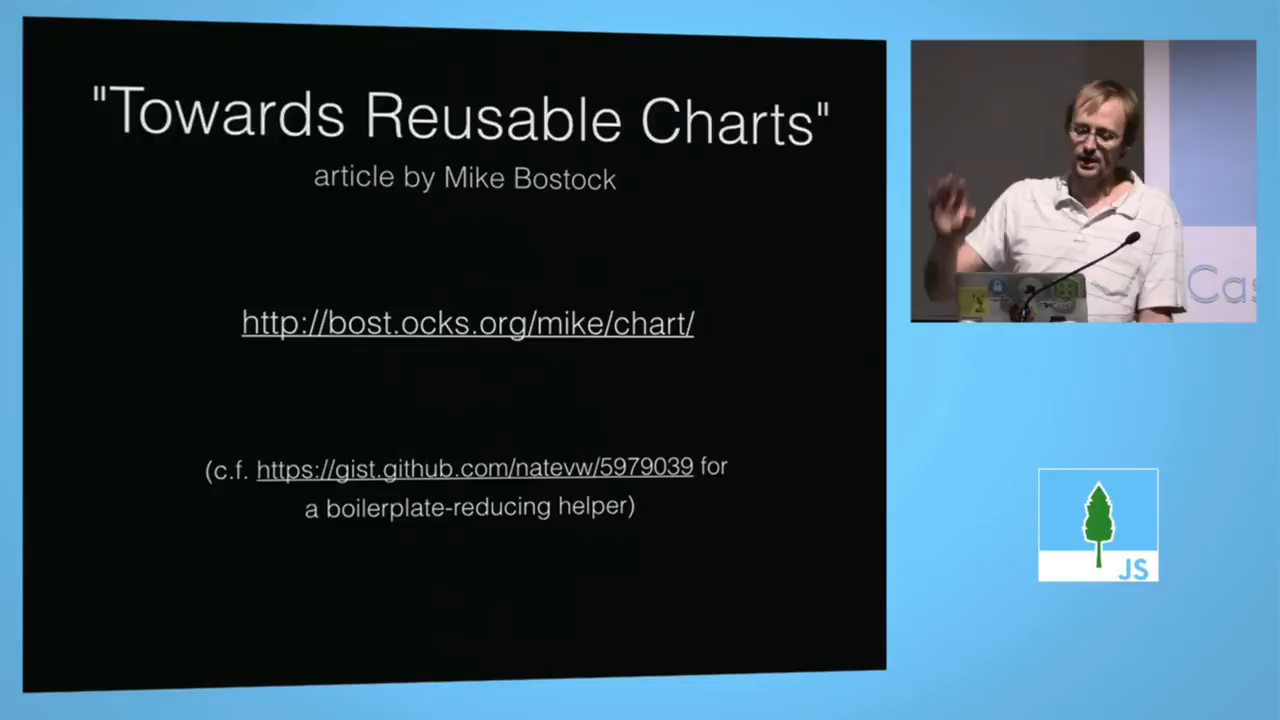 "Towards Reusable Charts"
article by Mike Bostock
http://bost.ocks.org/mike/chart/
(c.f. https://gist.github.com/natevw/5979039 for
a boilerplate-reducing helper)
Cas
JS